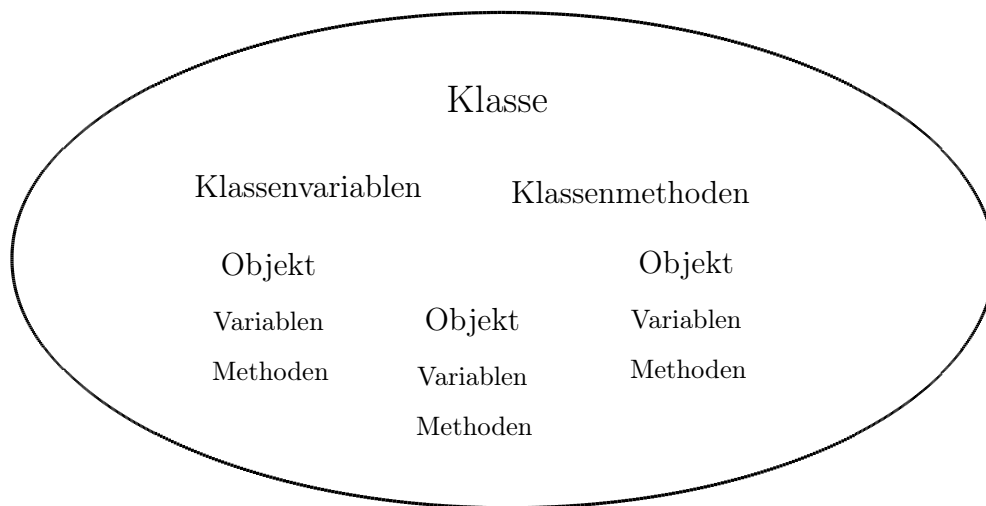 Klasse
Klassenvariablen
Klassenmethoden
Objekt
Variablen
Methoden
Objekt
Variablen
Methoden
Objekt
Variablen
Methoden